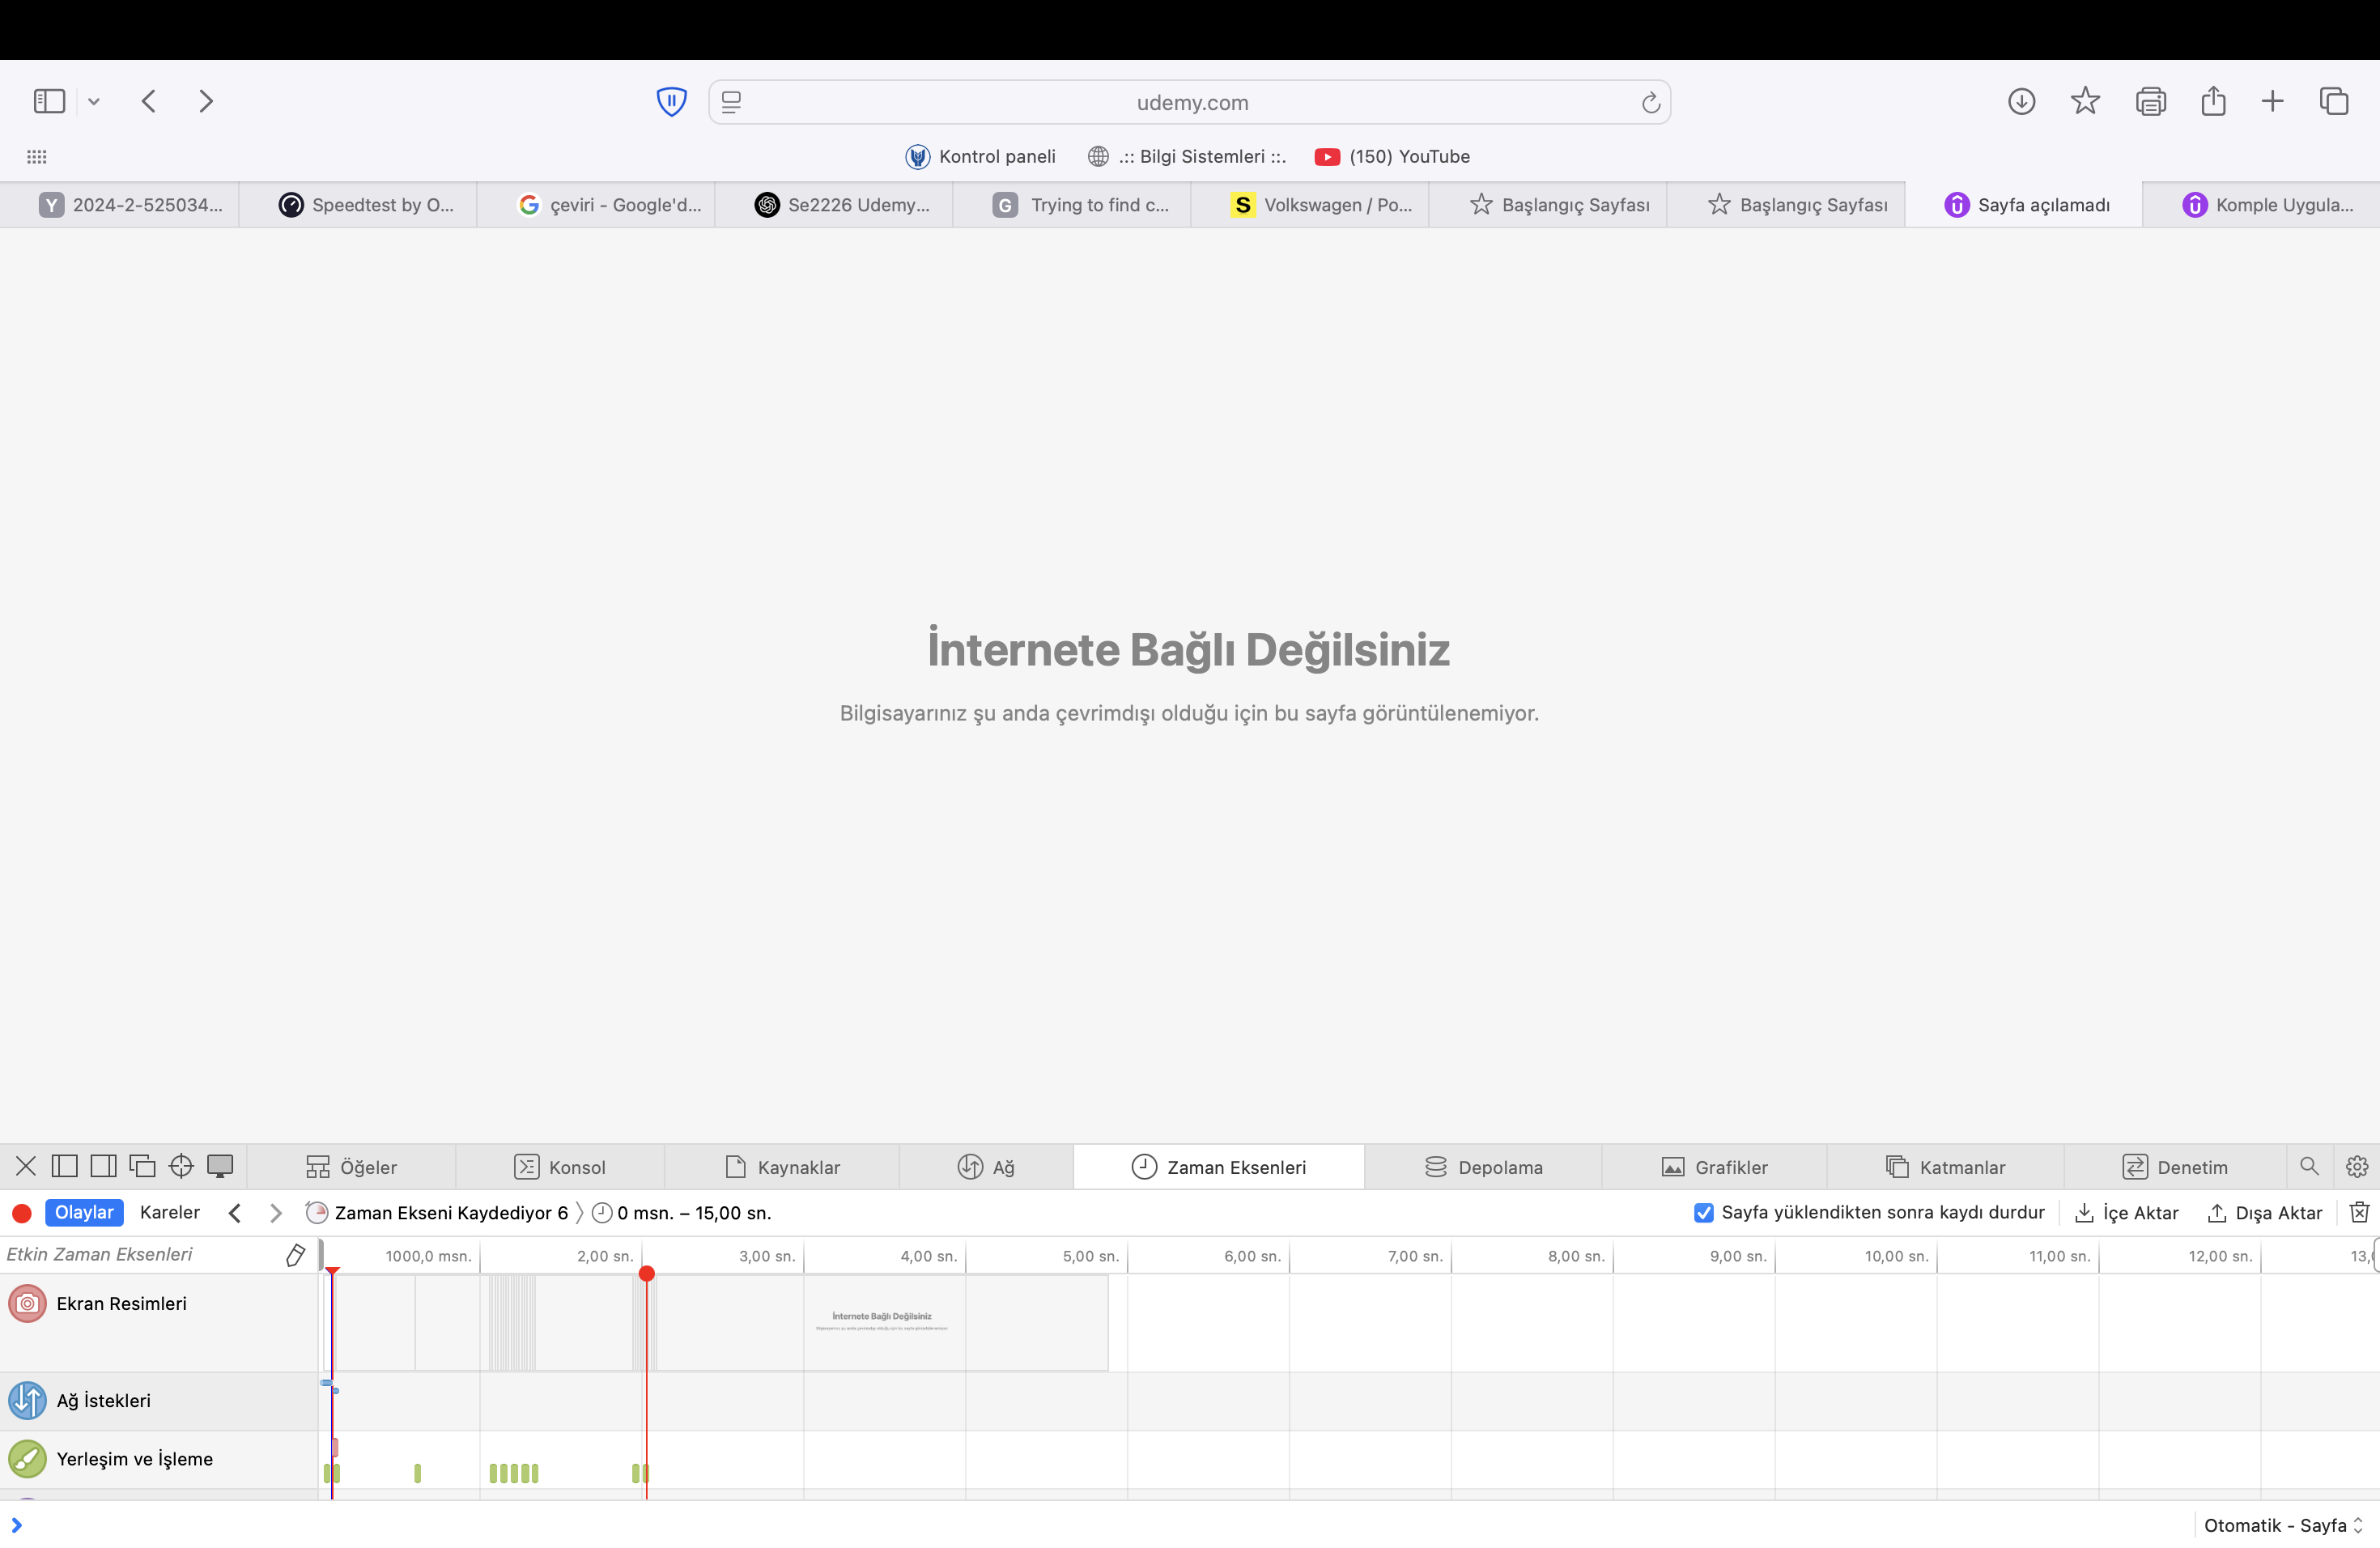 udemy.com
Kontrol paneli .:: Bilgi Sistemleri ::. (150) YouTube
Y 2024-2-525034... Speedtest by O... çeviri - Google'd... Se2226 Udemy... G Trying to find c... S Volkswagen / Po... Başlangıç Sayfası Başlangıç Sayfası Sayfa açılamadı Komple Uygula...
İnternete Bağlı Değilsiniz
Bilgisayarınız şu anda çevrimdışı olduğu için bu sayfa görüntülenemiyor.
Öğeler Konsol Kaynaklar Ağ Zaman Eksenleri Depolama Grafikler Katmanlar Denetim
Olaylar Kareler Zaman Ekseni Kaydediyor 6 0 msn. – 15,00 sn. Sayfa yüklendikten sonra kaydı durdur İçe Aktar Dışa Aktar
Etkin Zaman Eksenleri 1000,0 msn. 2,00 sn. 3,00 sn. 4,00 sn. 5,00 sn. 6,00 sn. 7,00 sn. 8,00 sn. 9,00 sn. 10,00 sn. 11,00 sn. 12,00 sn. 13,
Ekran Resimleri
İnternete Bağlı Değilsiniz
Ağ İstekleri
Yerleşim ve İşleme
Otomatik - Sayfa